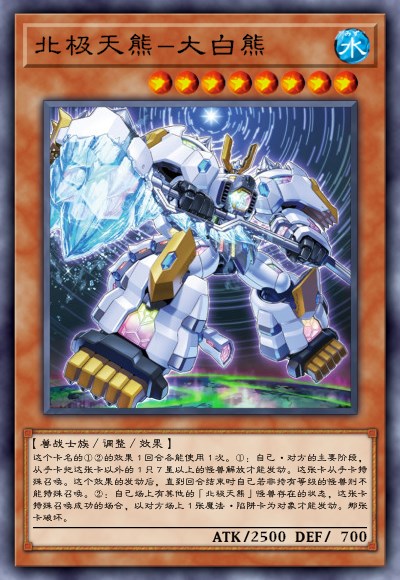 北极天熊-大白熊
みず
水
【兽战士族/调整/效果】
这个卡名的①②的效果1回合各能使用1次。①：自己·对方的主要阶段，
从手卡把这张卡以外的1只7星以上的怪兽解放才能发动。这张卡从手卡特
殊召唤。这个效果的发动后，直到回合结束时自己若非持有等级的怪兽则不
能特殊召唤。②：自己场上有其他的「北极天熊」怪兽存在的状态，这张卡
特殊召唤成功的场合，以对方场上1张魔法·陷阱卡为对象才能发动。那张
卡破坏。
ATK/2500 DEF/ 700